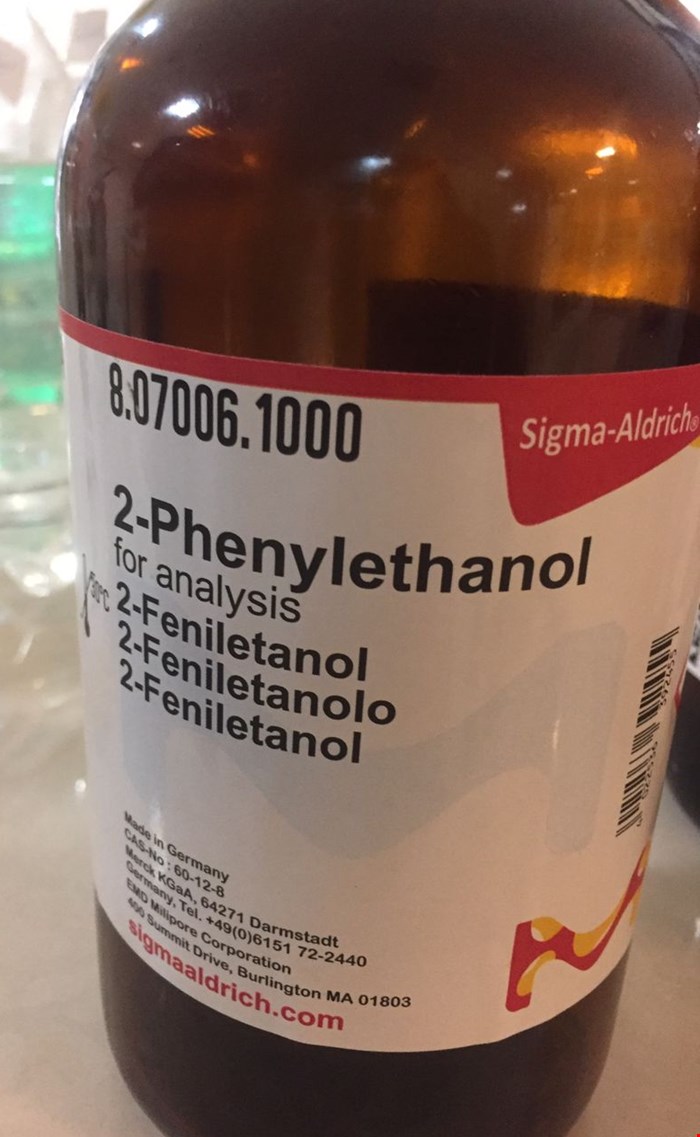 8.07006.1000
Sigma-Aldrich®
2-Phenylethanol
for analysis
2-Feniletanol
2-Feniletanolo
2-Feniletanol
Made in Germany
CAS-No : 60-12-8
Merck KGaA, 64271 Darmstadt
Germany, Tel. +49(0)6151 72-2440
EMD Millipore Corporation
400 Summit Drive, Burlington MA 01803
sigmaaldrich.com